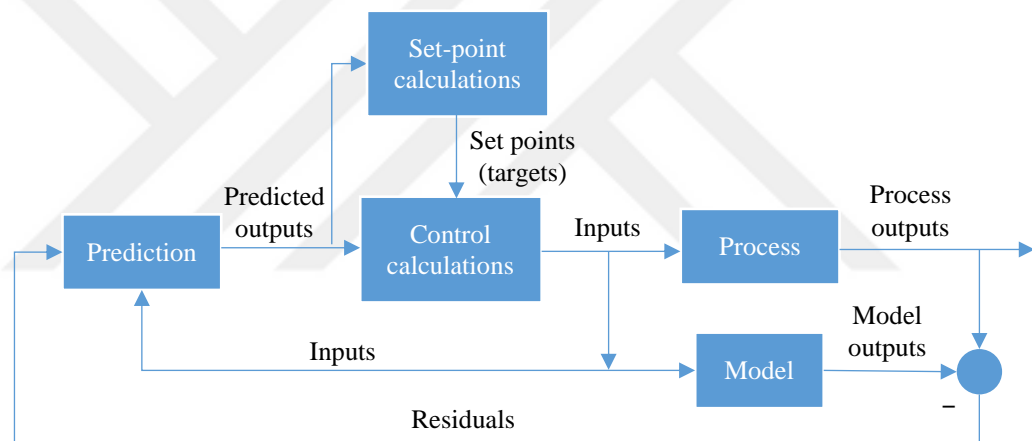 Set-point
calculations
Set points
(targets)
Predicted
outputs
Prediction
Control
calculations
Inputs
Process
Process
outputs
Inputs
Model
Model
outputs
–
Residuals